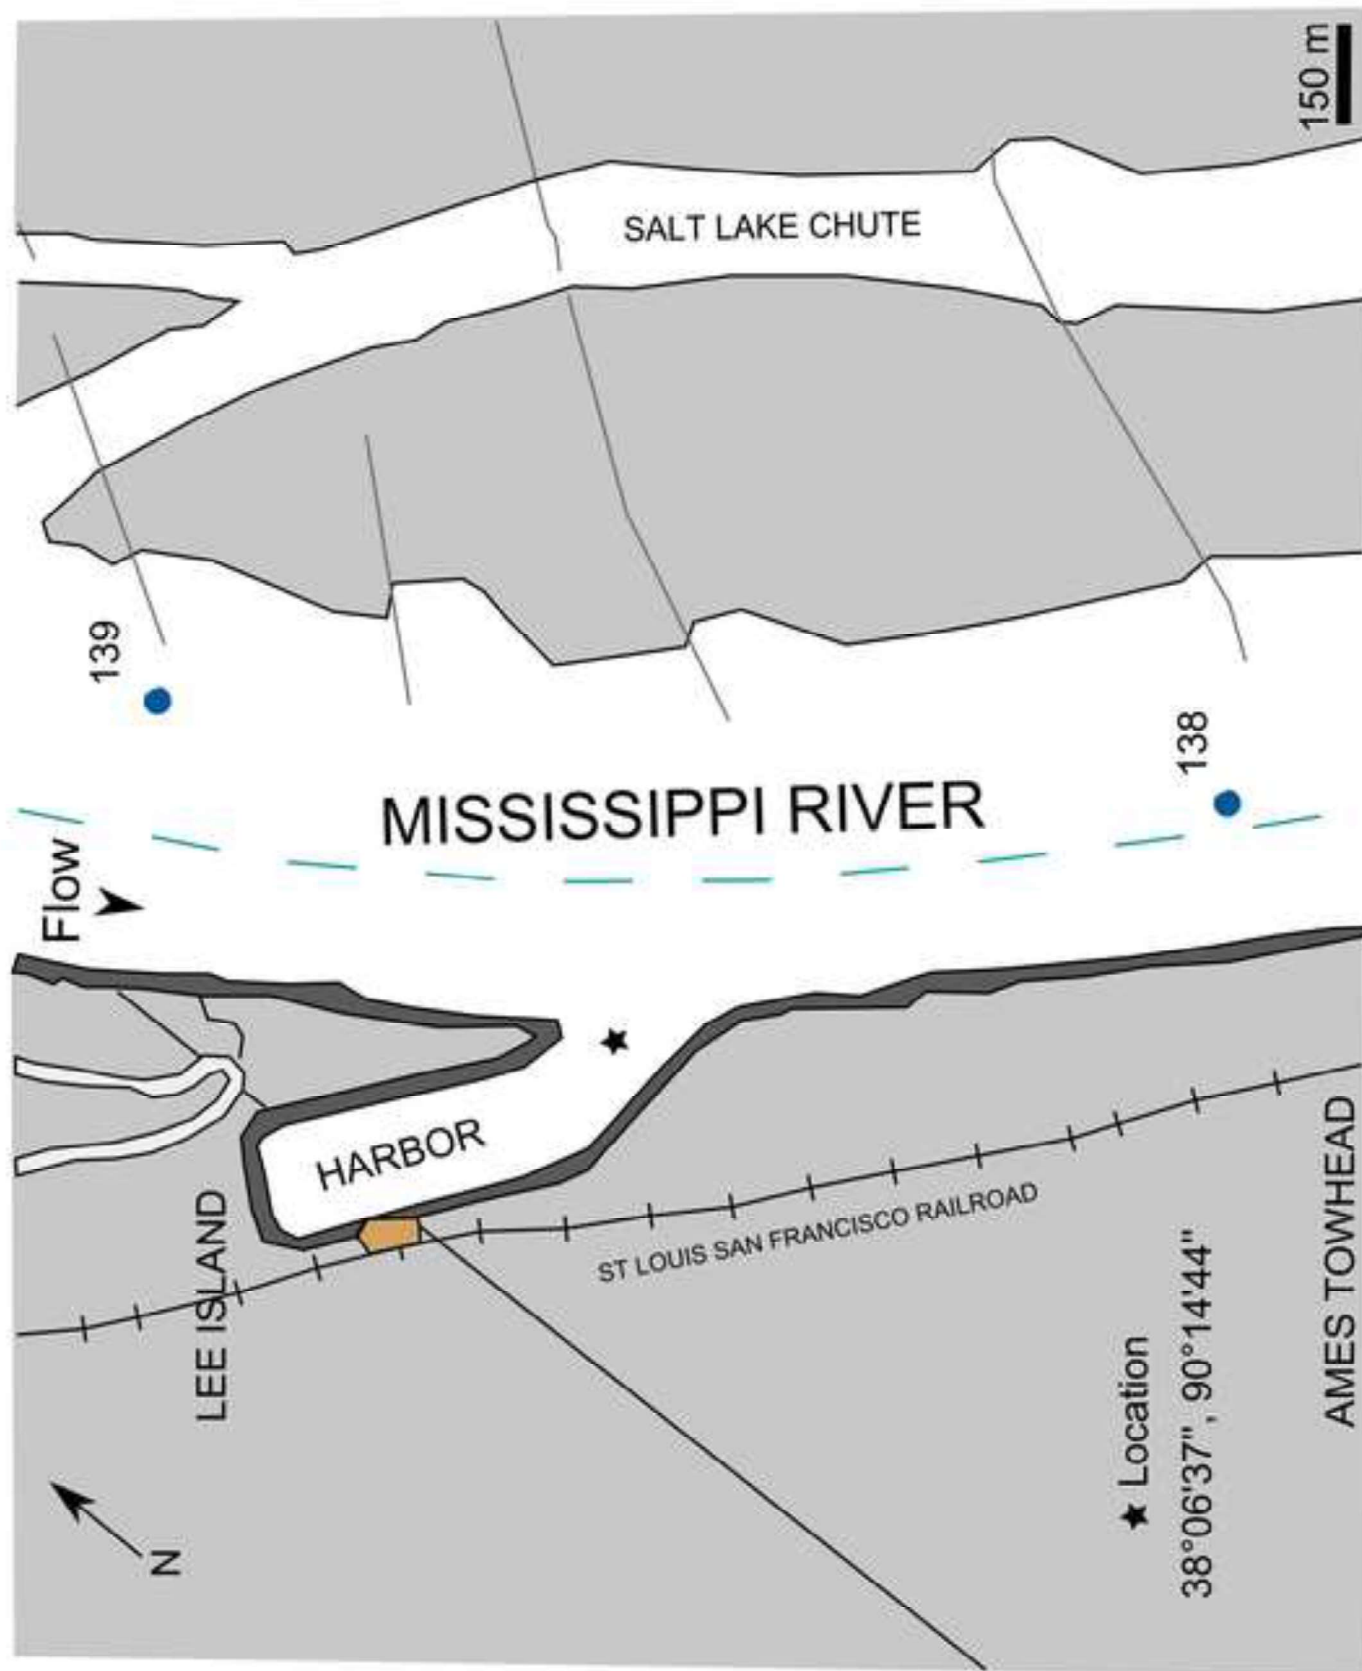 150 m
SALT LAKE CHUTE
139
138
MISSISSIPPI RIVER
Flow
HARBOR
LEE ISLAND
ST LOUIS SAN FRANCISCO RAILROAD
AMES TOWHEAD
N
Location
38°06'37", 90°14'44"